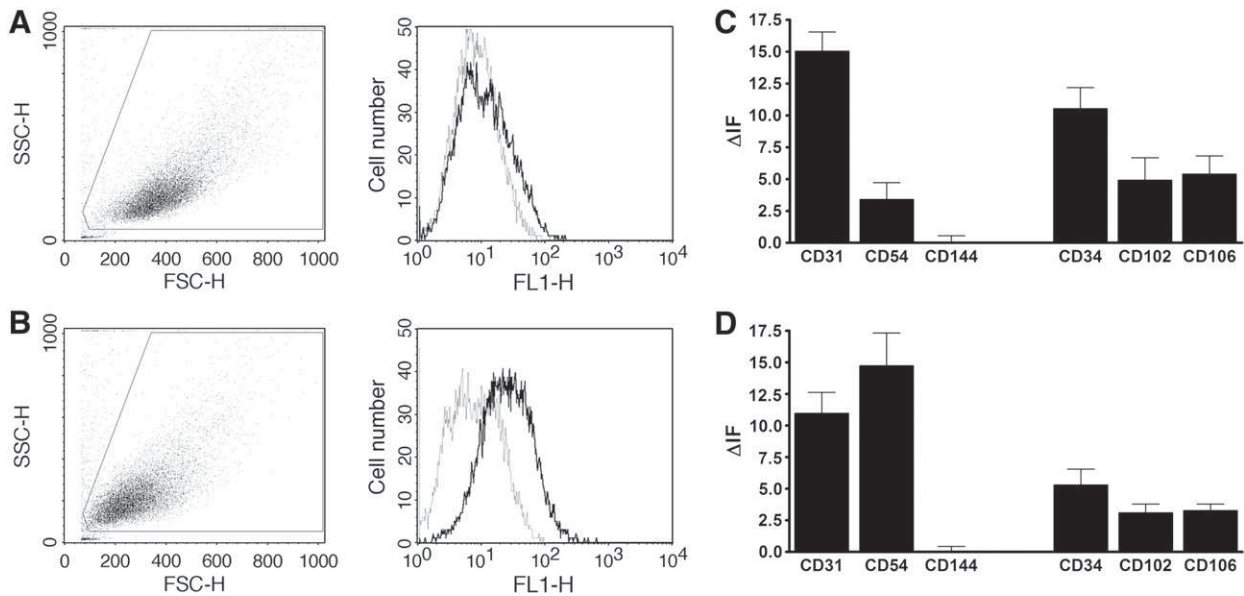 A
1000
SSC-H
0
0 200 400 600 800 1000
FSC-H
50
40
30
20
10
0
Cell number
10^0 10^1 10^2 10^3 10^4
FL1-H
C
17.5
15.0
12.5
10.0
7.5
5.0
2.5
0.0
ΔIF
CD31 CD54 CD144 CD34 CD102 CD106
B
1000
SSC-H
0
0 200 400 600 800 1000
FSC-H
50
40
30
20
10
0
Cell number
10^0 10^1 10^2 10^3 10^4
FL1-H
D
17.5
15.0
12.5
10.0
7.5
5.0
2.5
0.0
ΔIF
CD31 CD54 CD144 CD34 CD102 CD106